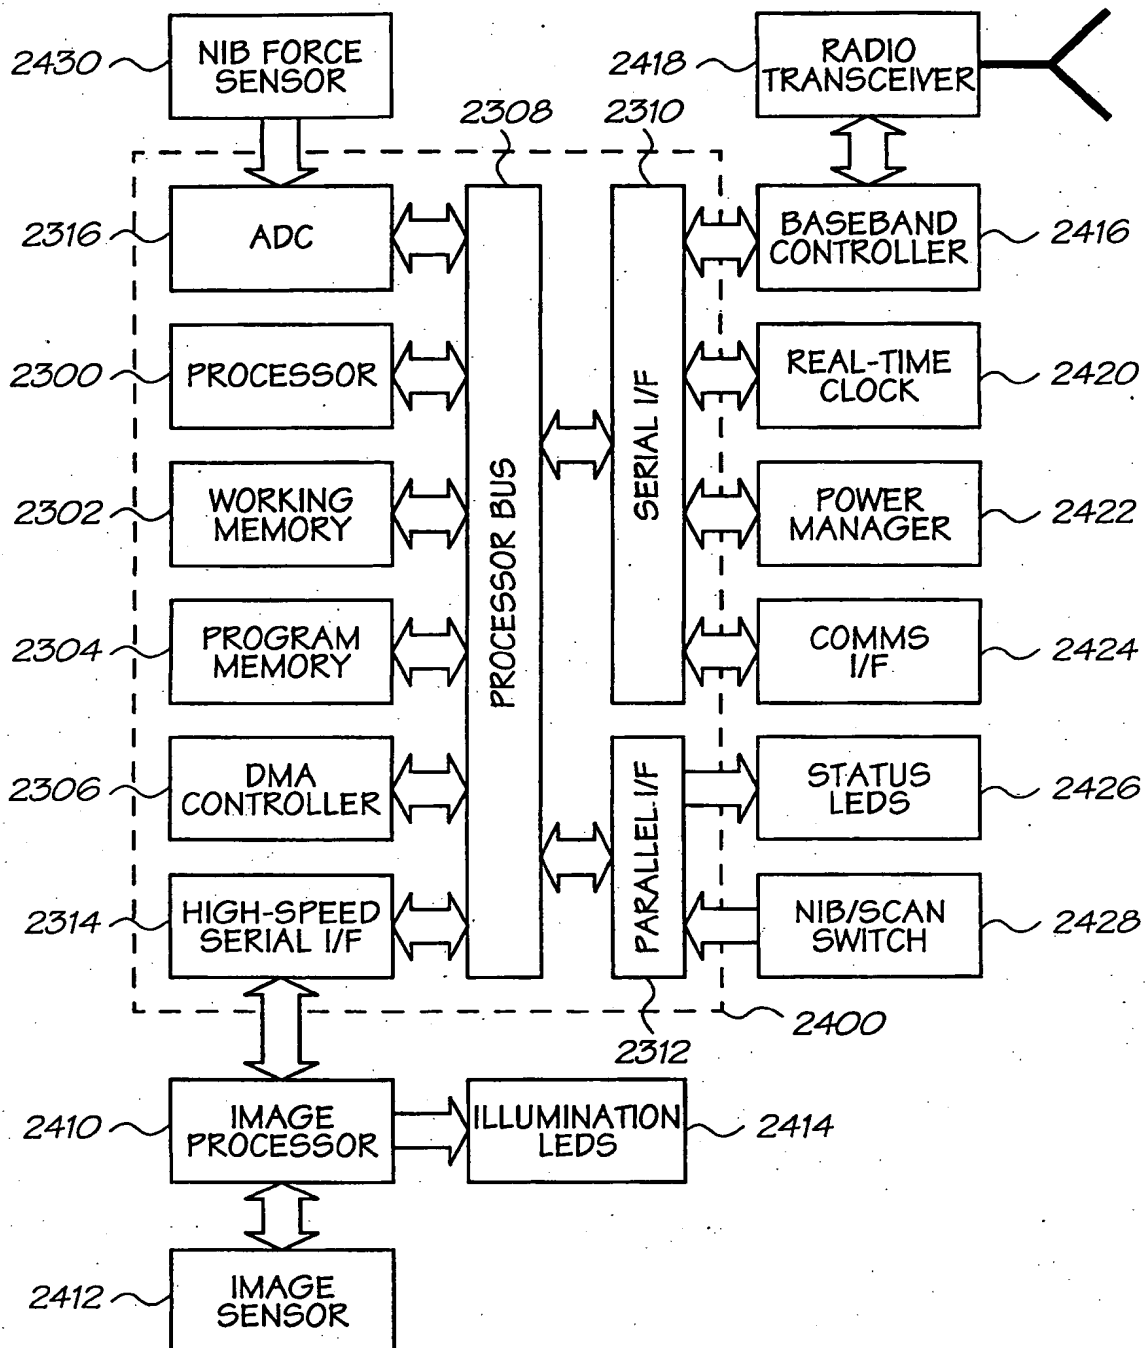 2430
NIB FORCE
SENSOR
2418
RADIO
TRANSCEIVER
2308
2310
2316
ADC
BASEBAND
CONTROLLER
2416
2300
PROCESSOR
REAL-TIME
CLOCK
2420
2302
WORKING
MEMORY
PROCESSOR BUS
SERIAL I/F
POWER
MANAGER
2422
2304
PROGRAM
MEMORY
COMMS
I/F
2424
2306
DMA
CONTROLLER
PARALLEL I/F
STATUS
LEDS
2426
2314
HIGH-SPEED
SERIAL I/F
NIB/SCAN
SWITCH
2428
2400
2312
2410
IMAGE
PROCESSOR
ILLUMINATION
LEDS
2414
2412
IMAGE
SENSOR